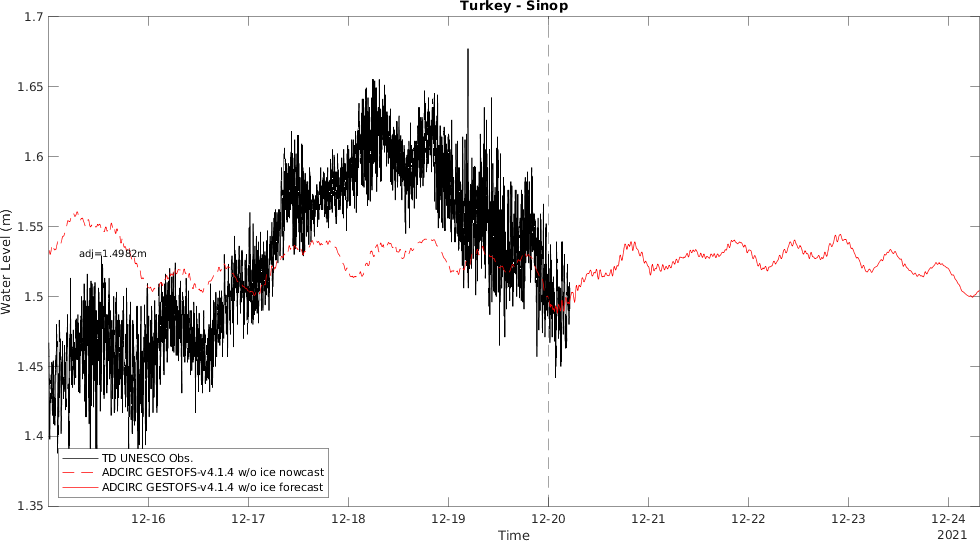 Turkey - Sinop
1.7
1.65
1.6
1.55
1.5
1.45
1.4
1.35
Water Level (m)
adj=1.4982m
TD UNESCO Obs.
ADCIRC GESTOFS-v4.1.4 w/o ice nowcast
ADCIRC GESTOFS-v4.1.4 w/o ice forecast
12-16 12-17 12-18 12-19 12-20 12-21 12-22 12-23 12-24
2021
Time